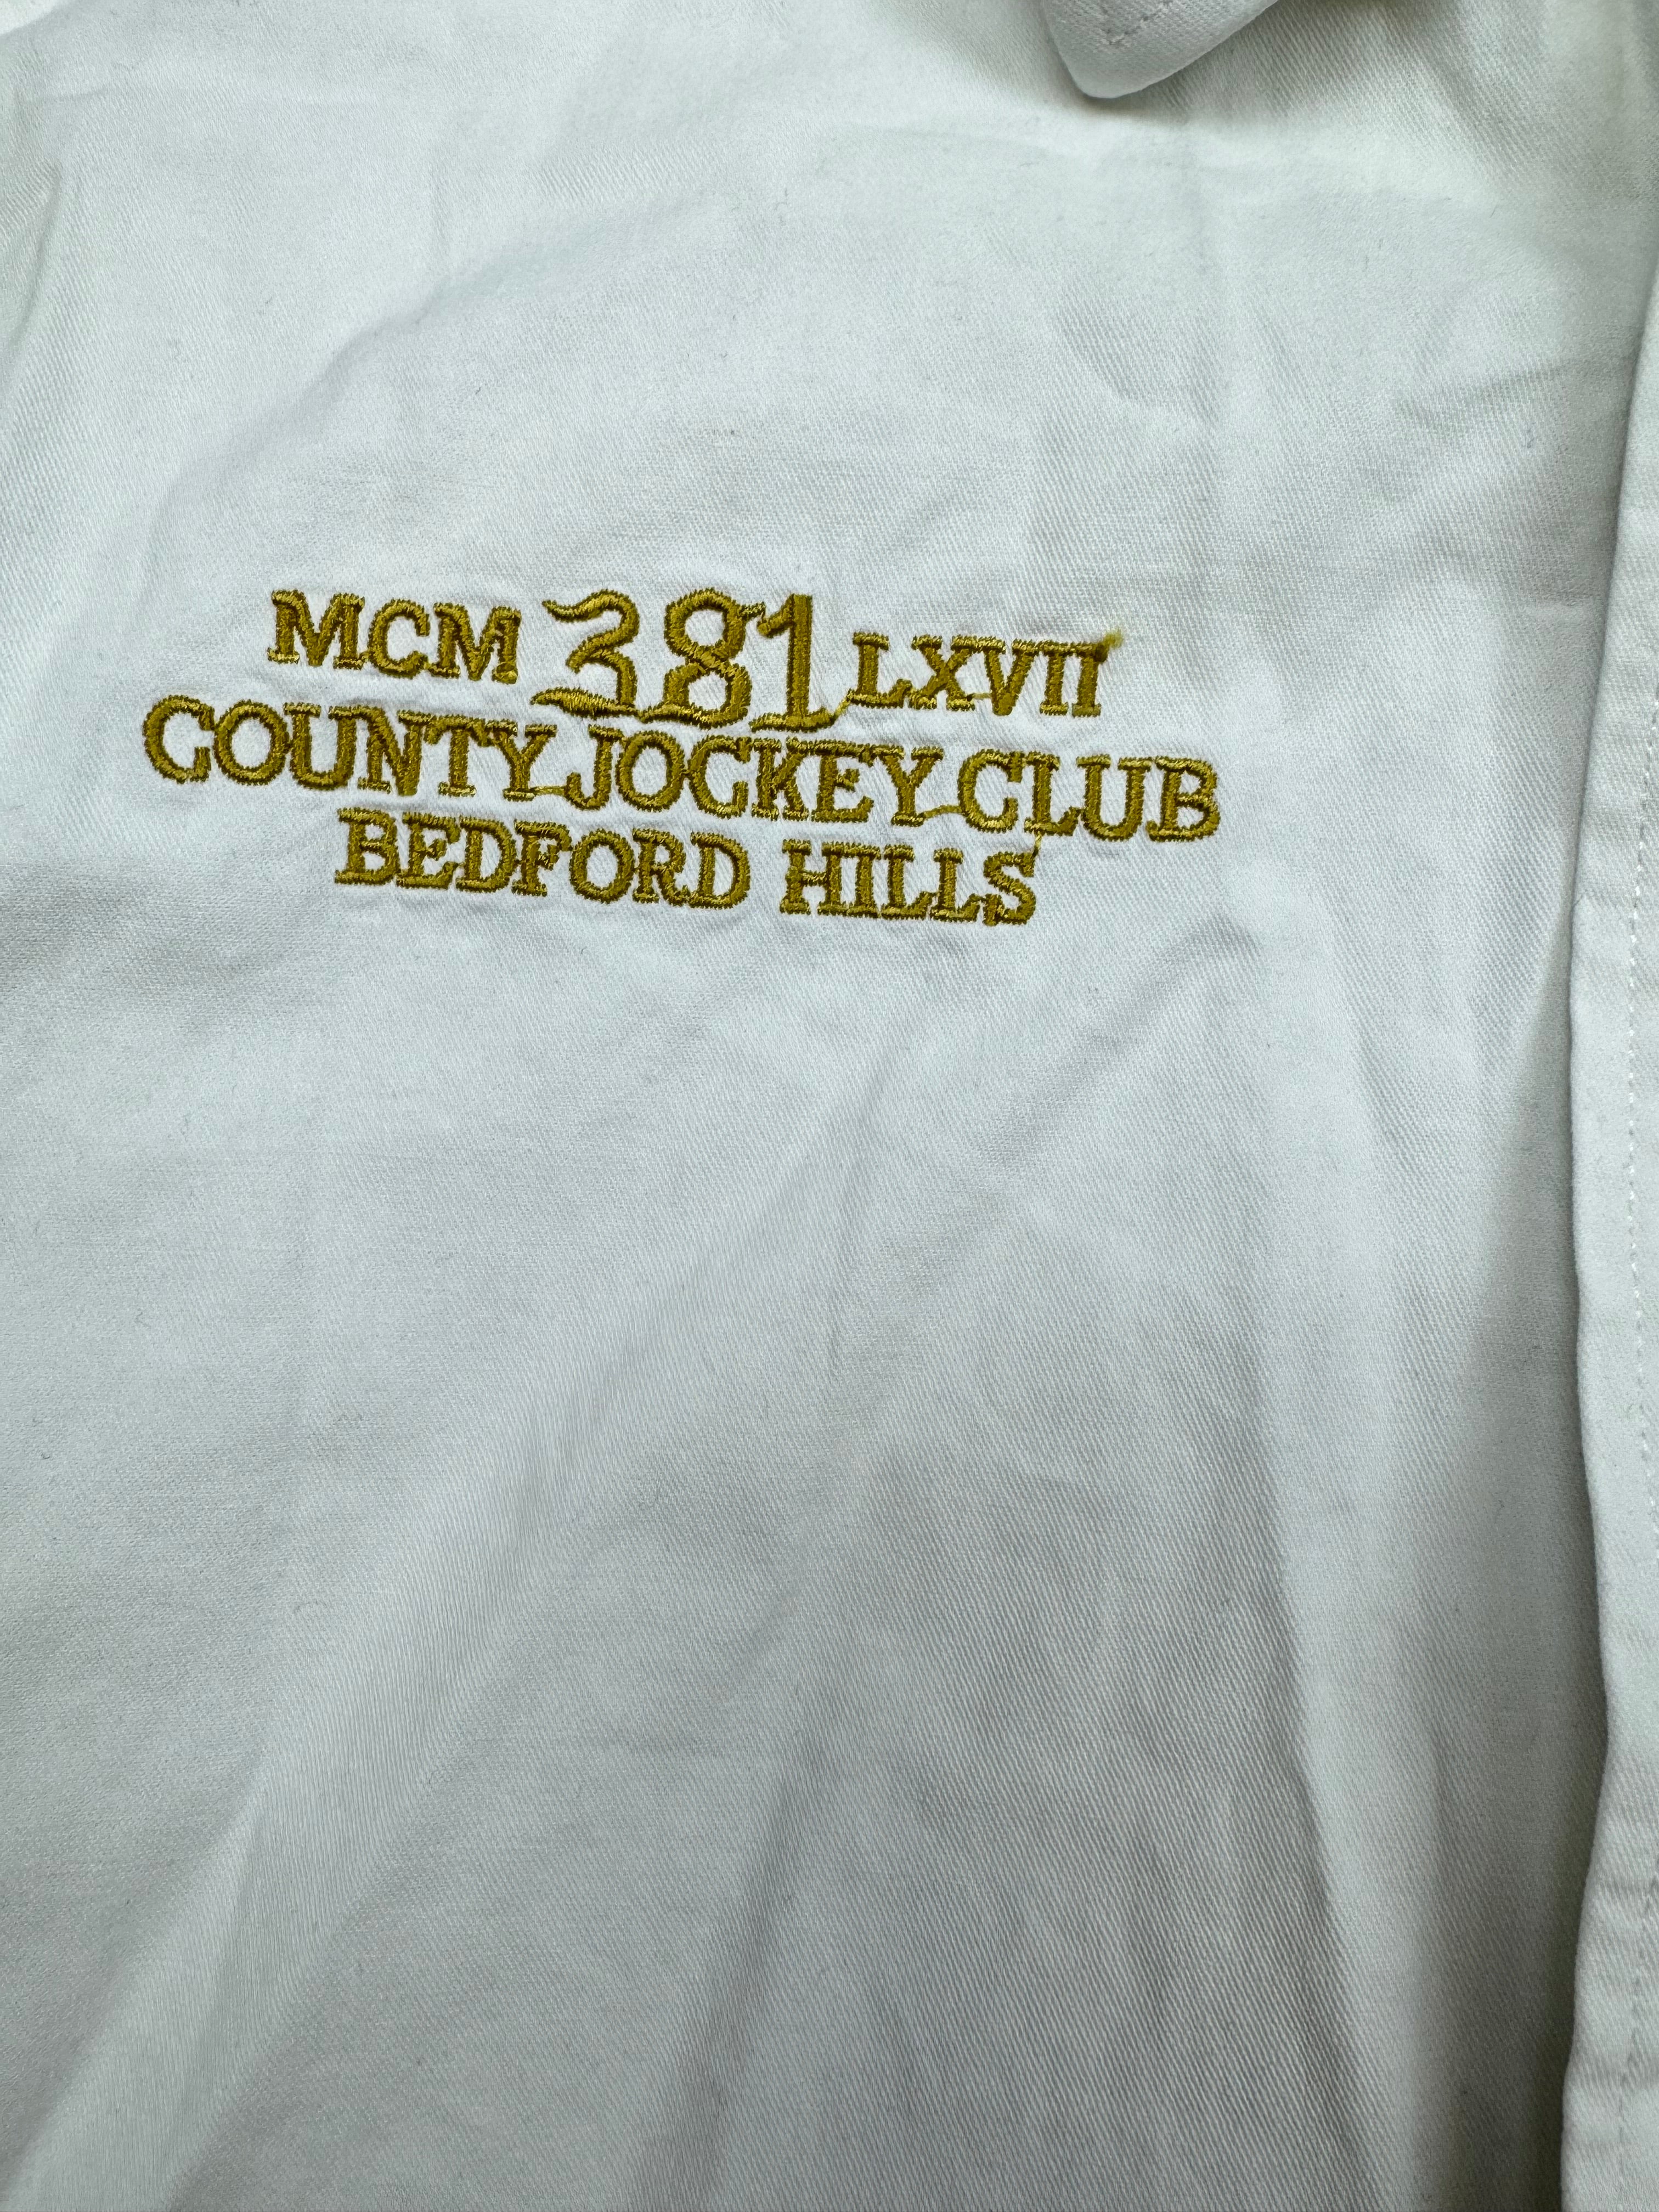 MCM 381 LXVII
COUNTY JOCKEY CLUB
BEDFORD HILLS